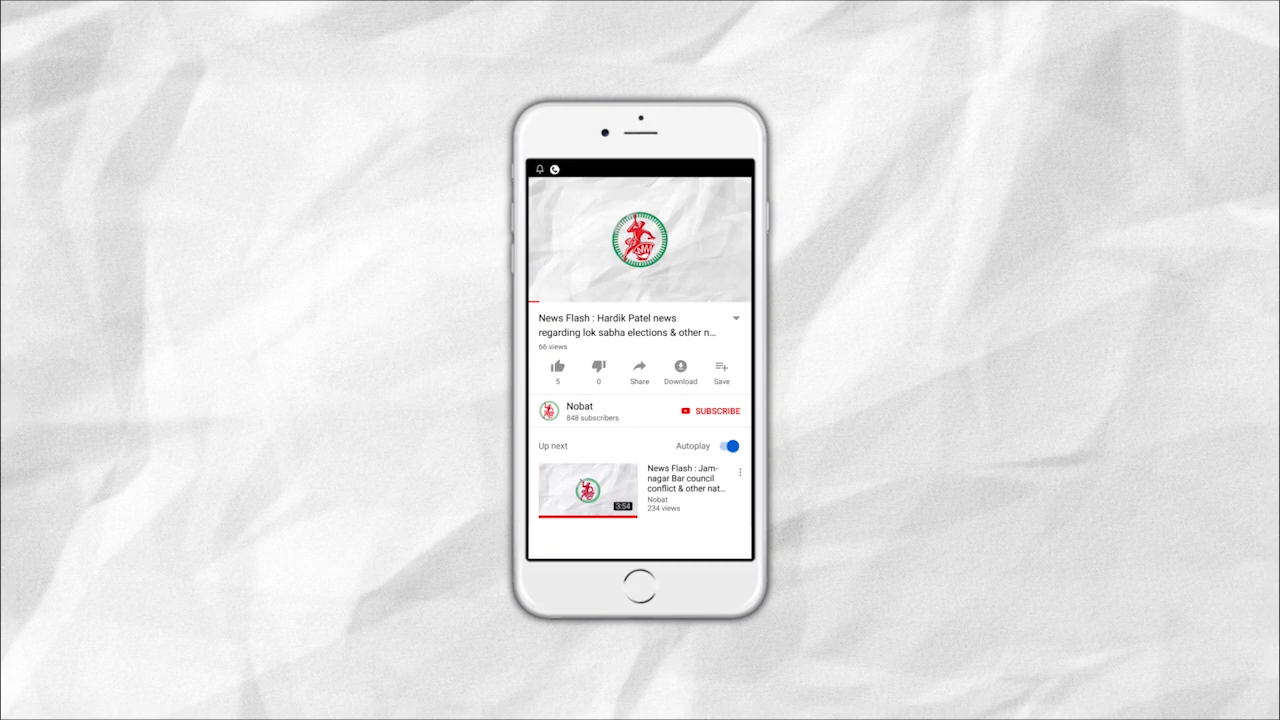 News Flash : Hardik Patel news
regarding lok sabha elections & other n...
66 views
5
0
Share
Download
Save
Nobat
848 subscribers
SUBSCRIBE
Up next
Autoplay
News Flash : Jam-
nagar Bar council
conflict & other nat...
Nobat
234 views
3:54